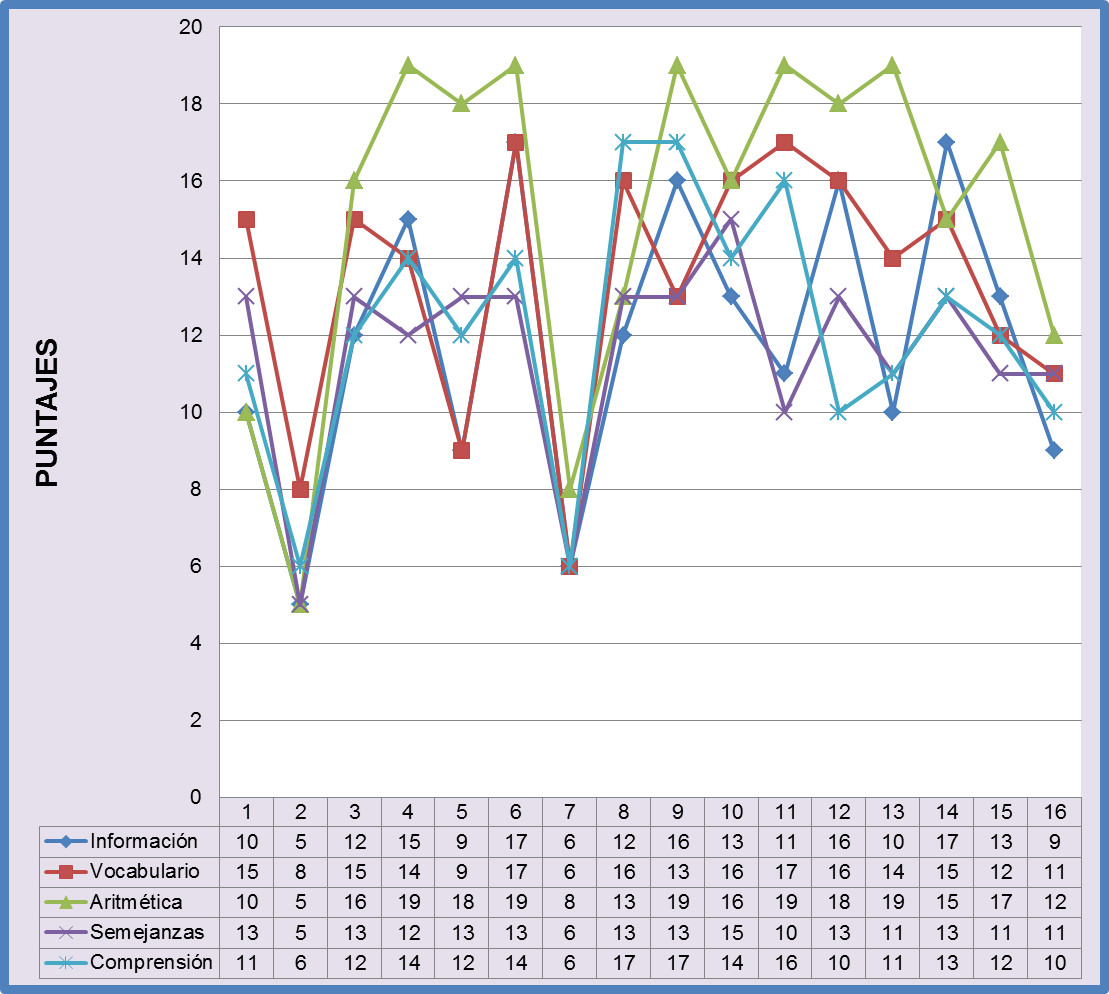 20
18
16
14
12
10
8
6
4
2
0
PUNTAJES
1 2 3 4 5 6 7 8 9 10 11 12 13 14 15 16
Información 10 5 12 15 9 17 6 12 16 13 11 16 10 17 13 9
Vocabulario 15 8 15 14 9 17 6 16 13 16 17 16 14 15 12 11
Aritmética 10 5 16 19 18 19 8 13 19 16 19 18 19 15 17 12
Semejanzas 13 5 13 12 13 13 6 13 13 15 10 13 11 13 11 11
Comprensión 11 6 12 14 12 14 6 17 17 14 16 10 11 13 12 10